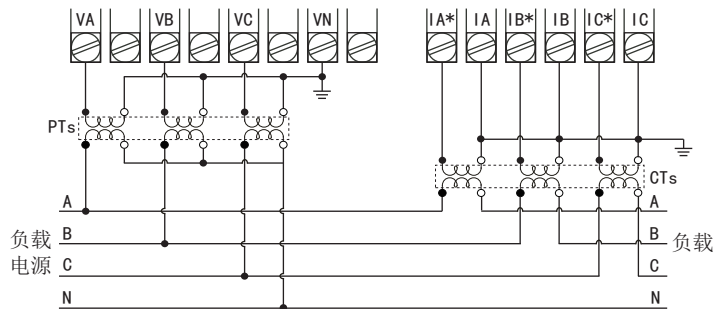 VA VB VC VN IA* IA IB* IB IC* IC
PTs
CTs
A A
负载 B B 负载
电源 C C
N N